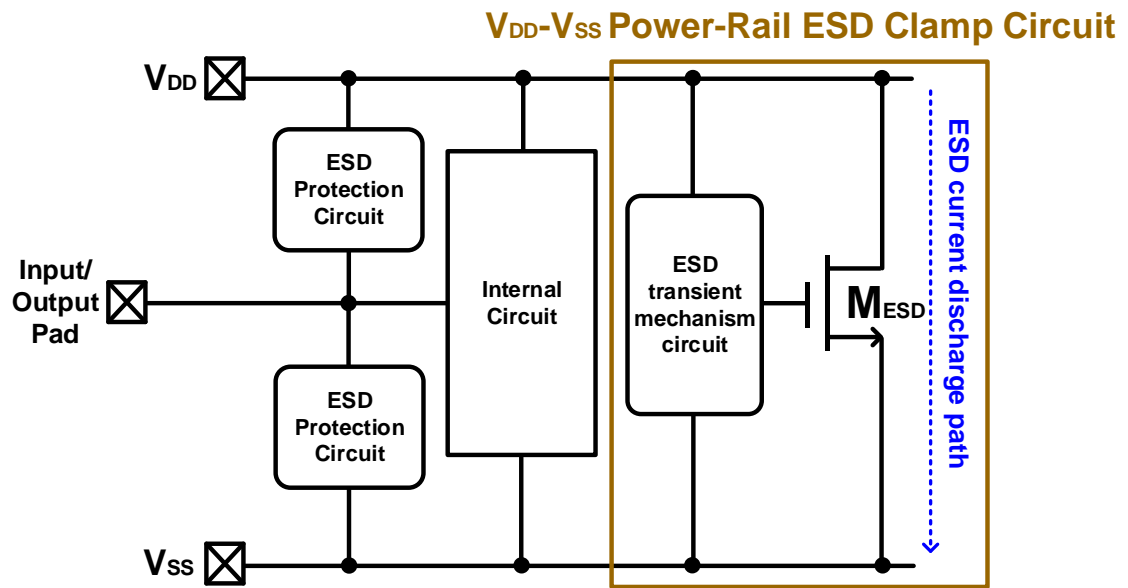 VDD-VSS Power-Rail ESD Clamp Circuit
VDD
ESD
Protection
Circuit
Input/
Output
Pad
Internal
Circuit
ESD
transient
mechanism
circuit
MESD
ESD current discharge path
ESD
Protection
Circuit
VSS